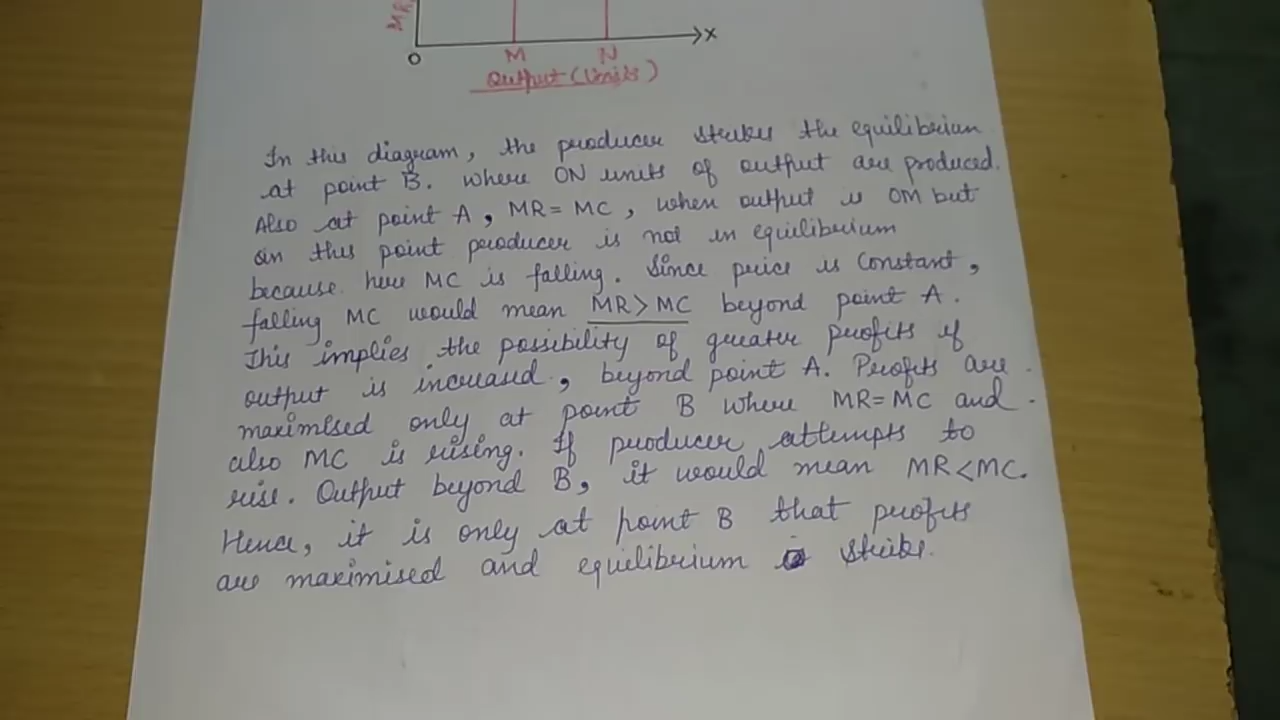 MR,
O M N X
Output (Units)
In this diagram, the producer strikes the equilibrium
at point B. where ON units of output are produced.
Also at point A, MR = MC, when output is OM but
on this point producer is not in equilibrium
because here MC is falling. Since price is constant,
falling MC would mean MR > MC beyond point A.
This implies the possibility of greater profits if
output is increased, beyond point A. Profits are
maximised only at point B where MR = MC and
also MC is rising. If producer attempts to
rise. Output beyond B, it would mean MR < MC.
Hence, it is only at point B that profits
are maximised and equilibrium is strike.